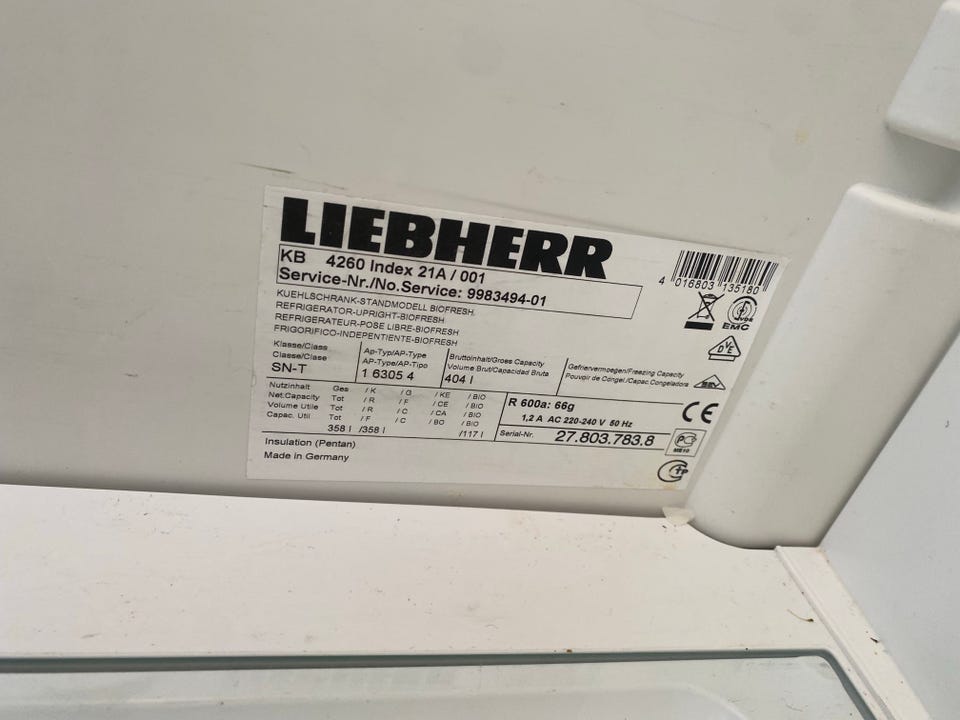 LIEBHERR
KB 4260 Index 21A / 001
Service-Nr./No.Service: 9983494-01
4 016803 135180
KUEHLSCHRANK-STANDMODELL BIOFRESH
REFRIGERATOR-UPRIGHT-BIOFRESH
REFRIGERATEUR-POSE LIBRE-BIOFRESH
FRIGORIFICO-INDEPENTIENTE-BIOFRESH
VDE
EMC
DVE
Klasse/Class
Classe/Clase
SN-T
Ap-Typ/AP-Type
AP-Type/AP-Tipo
1 6305 4
Bruttoinhalt/Groes Capacity
Volume Brut/Capacidad Bruta
404 l
Gefriervermoegen/Freezing Capacity
Pouvoir de Congel./Capac.Congeladora
SEV
Nutzinhalt Ges / K / G / KE / BIO
Net.Capacity Tot / R / F / CE / BIO
Volume Utile Tot / R / C / CA / BIO
Capac. Util Tot / F / C / BO / BIO
358 l /358 l /117 l
R 600a: 66g
1,2 A AC 220-240 V 50 Hz
CE
Serial-Nr. 27.803.783.8
ME10
Insulation (Pentan)
Made in Germany